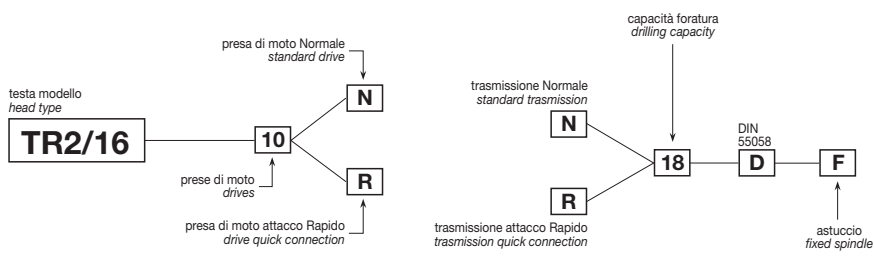 testa modello
head type
TR2/16
10
prese di moto
drives
presa di moto Normale
standard drive
N
R
presa di moto attacco Rapido
drive quick connection
trasmissione Normale
standard trasmission
N
R
trasmissione attacco Rapido
trasmission quick connection
capacità foratura
drilling capacity
18
DIN
55058
D
F
astuccio
fixed spindle